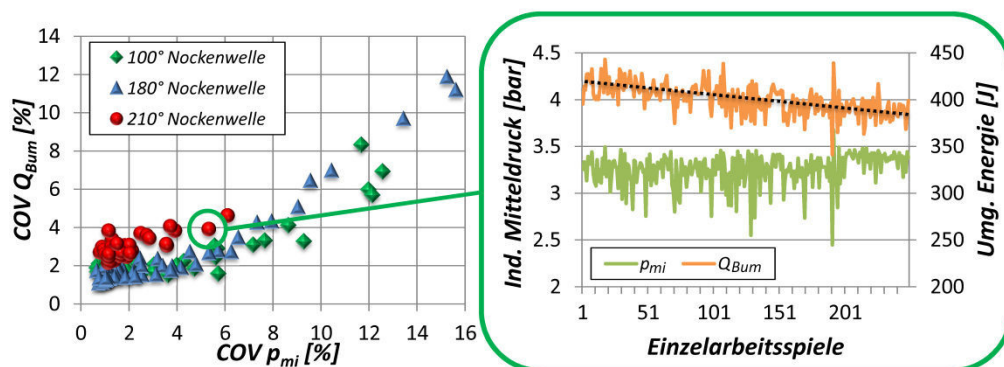 14
12
10
8
6
4
2
0
COV Q_Bum [%]
100° Nockenwelle
180° Nockenwelle
210° Nockenwelle
0 2 4 6 8 10 12 14 16
COV p_mi [%]
4.5
4
3.5
3
2.5
2
Ind. Mitteldruck [bar]
450
400
350
300
250
200
Umg. Energie [J]
p_mi Q_Bum
1 51 101 151 201
Einzelarbeitsspiele